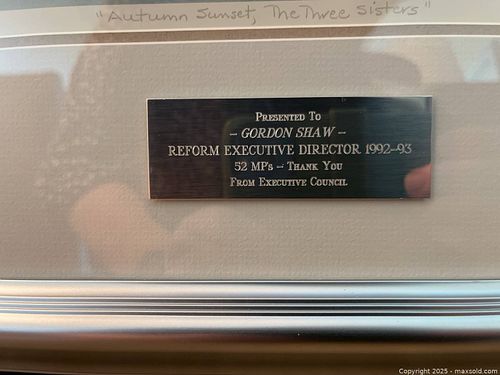 "Autumn Sunset, The Three Sisters"
PRESENTED TO
– GORDON SHAW –
REFORM EXECUTIVE DIRECTOR 1992–93
52 MP's – THANK YOU
FROM EXECUTIVE COUNCIL
Copyright 2025 - maxsold.com